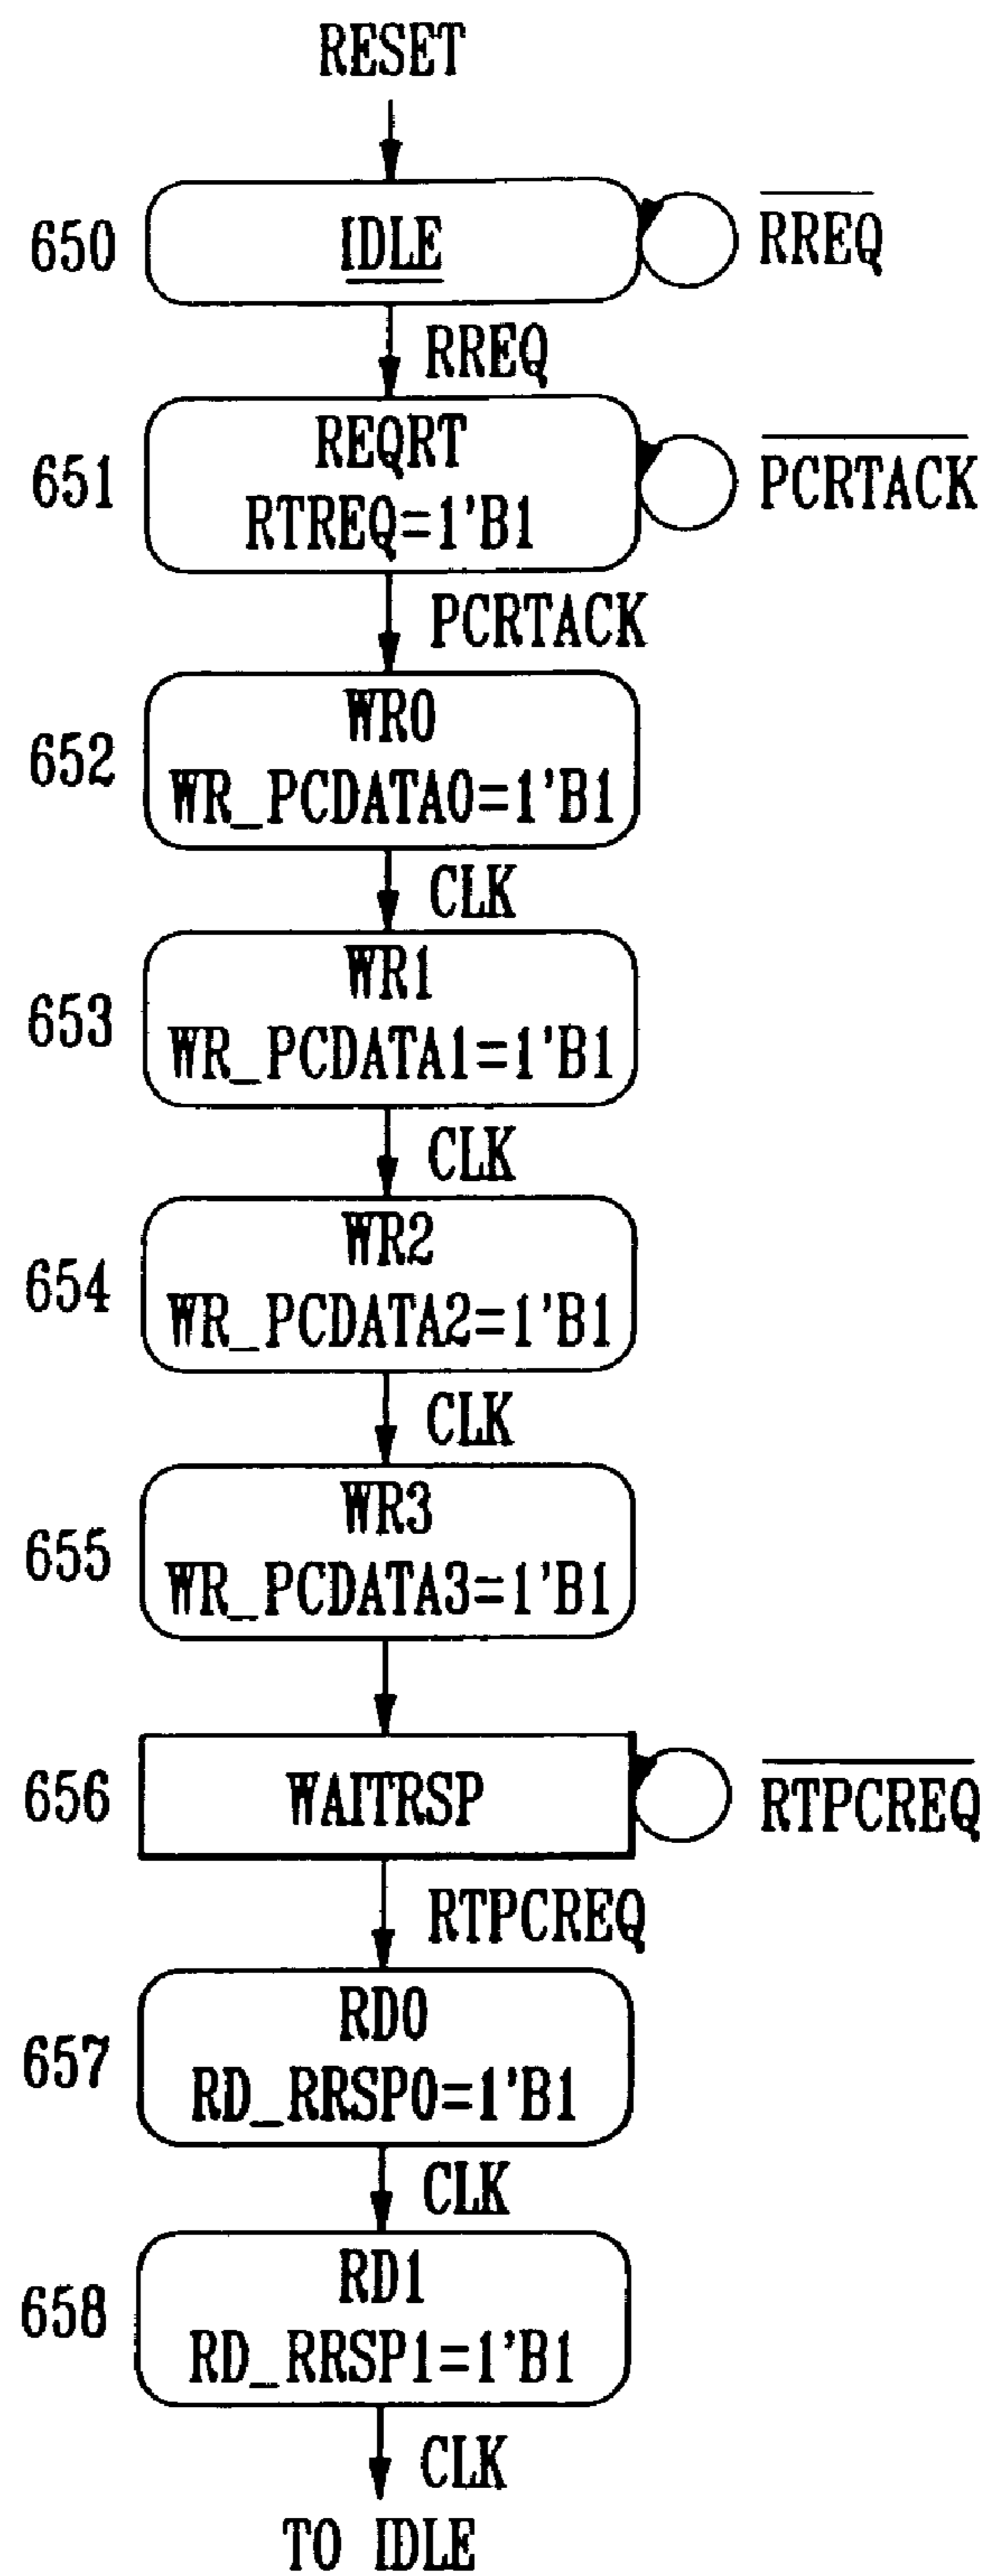 RESET
650
IDLE
RREQ
RREQ
651
REQRT
RTREQ=1'B1
PCRTACK
PCRTACK
652
WR0
WR_PCDATA0=1'B1
CLK
653
WR1
WR_PCDATA1=1'B1
CLK
654
WR2
WR_PCDATA2=1'B1
CLK
655
WR3
WR_PCDATA3=1'B1
656
WAITRSP
RTPCREQ
RTPCREQ
657
RD0
RD_RRSP0=1'B1
CLK
658
RD1
RD_RRSP1=1'B1
CLK
TO IDLE